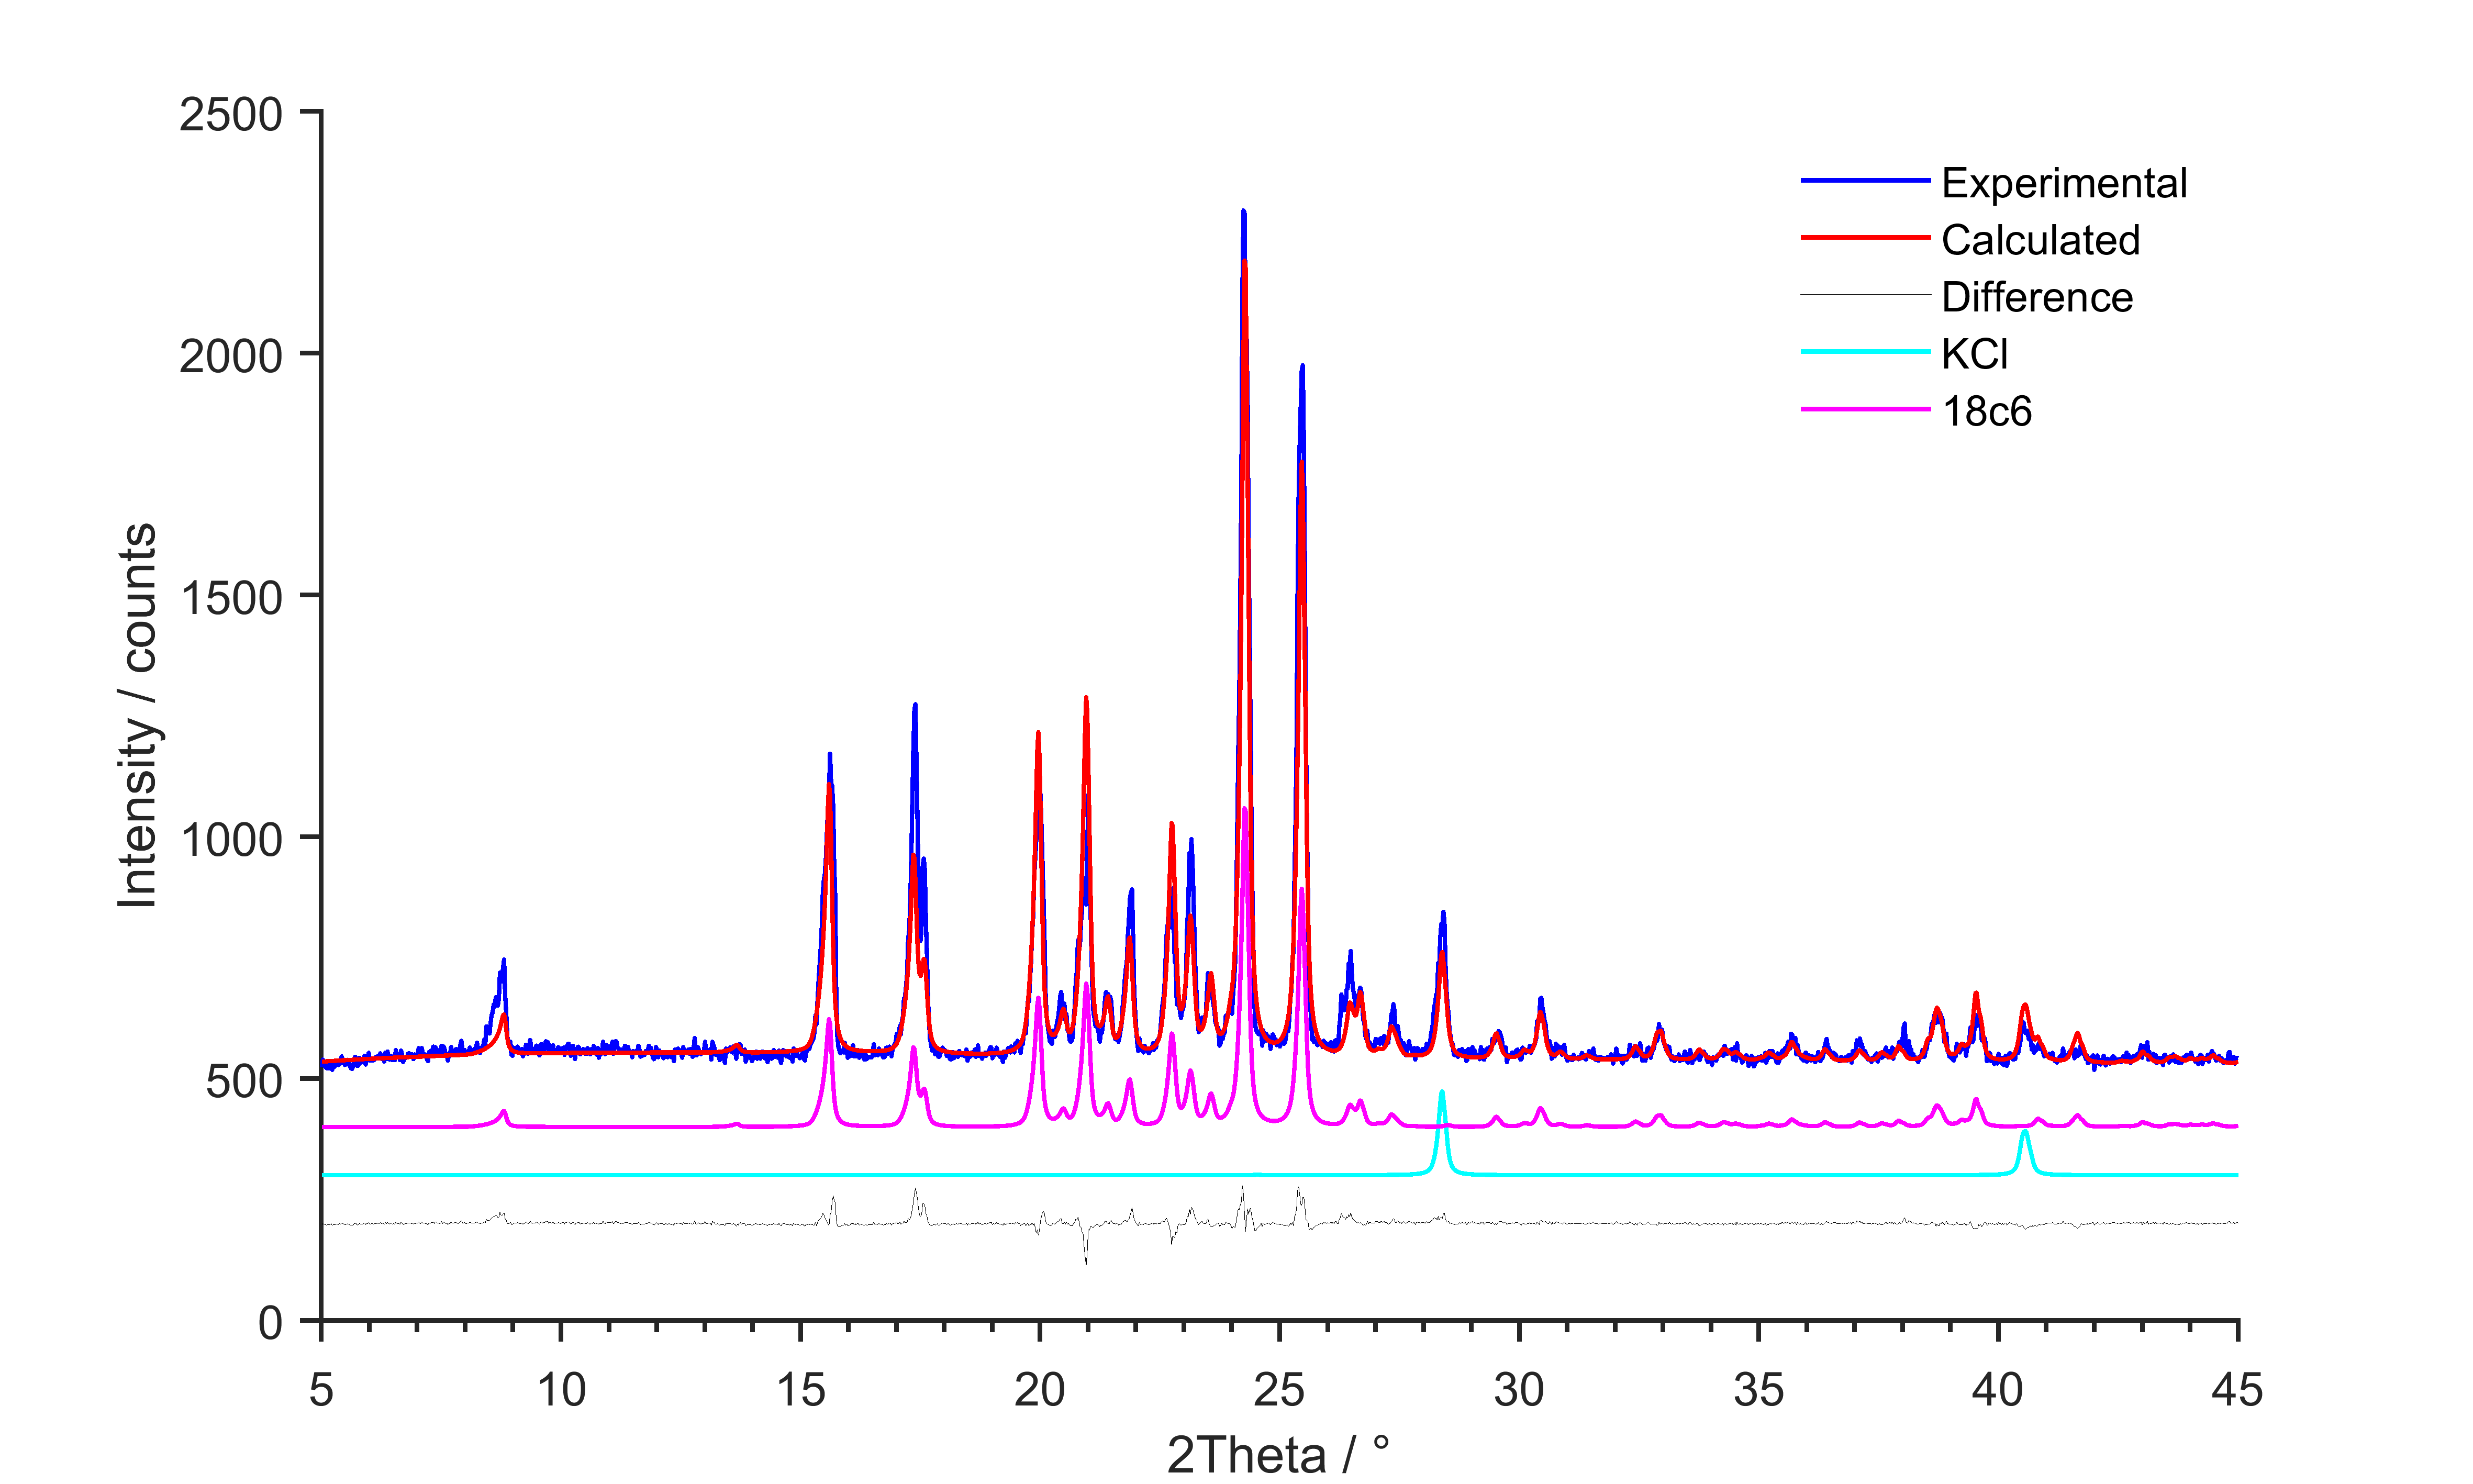 2500
2000
1500
1000
500
0
Intensity / counts
Experimental
Calculated
Difference
KCl
18c6
5 10 15 20 25 30 35 40 45
2Theta / °